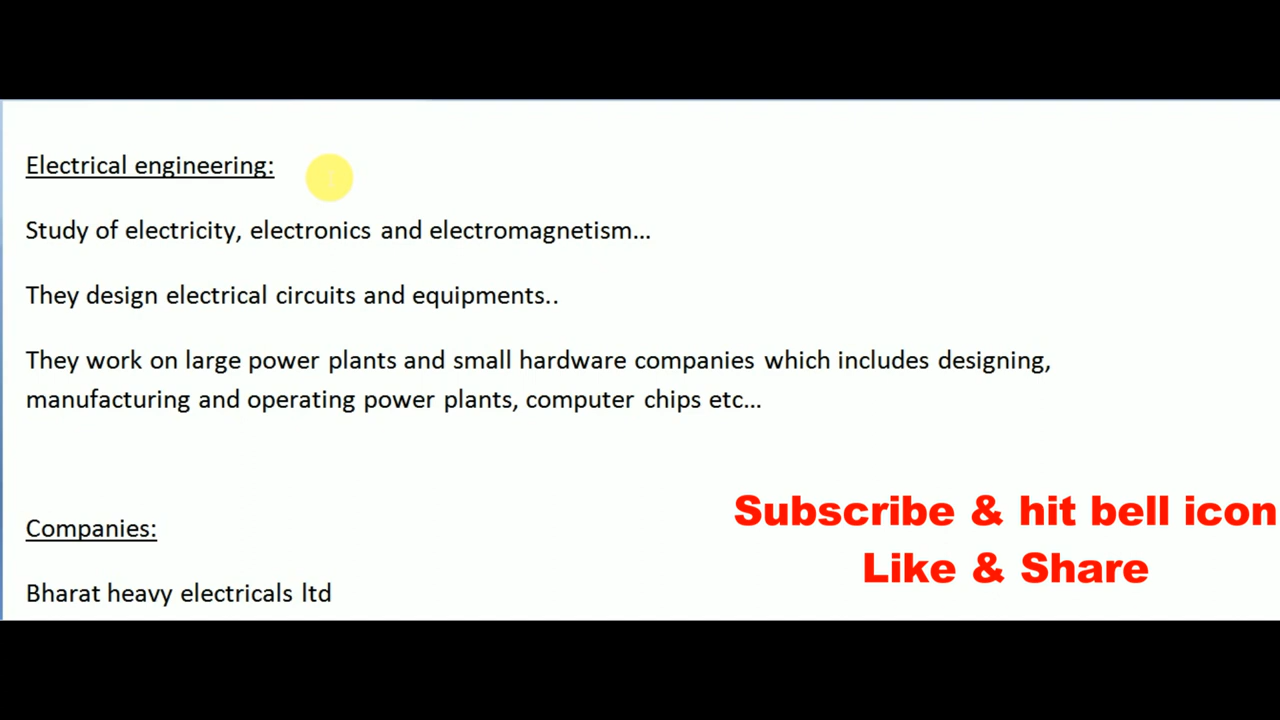 Electrical engineering:
Study of electricity, electronics and electromagnetism...
They design electrical circuits and equipments..
They work on large power plants and small hardware companies which includes designing,
manufacturing and operating power plants, computer chips etc...
Companies:
Bharat heavy electricals ltd
Subscribe & hit bell icon
Like & Share